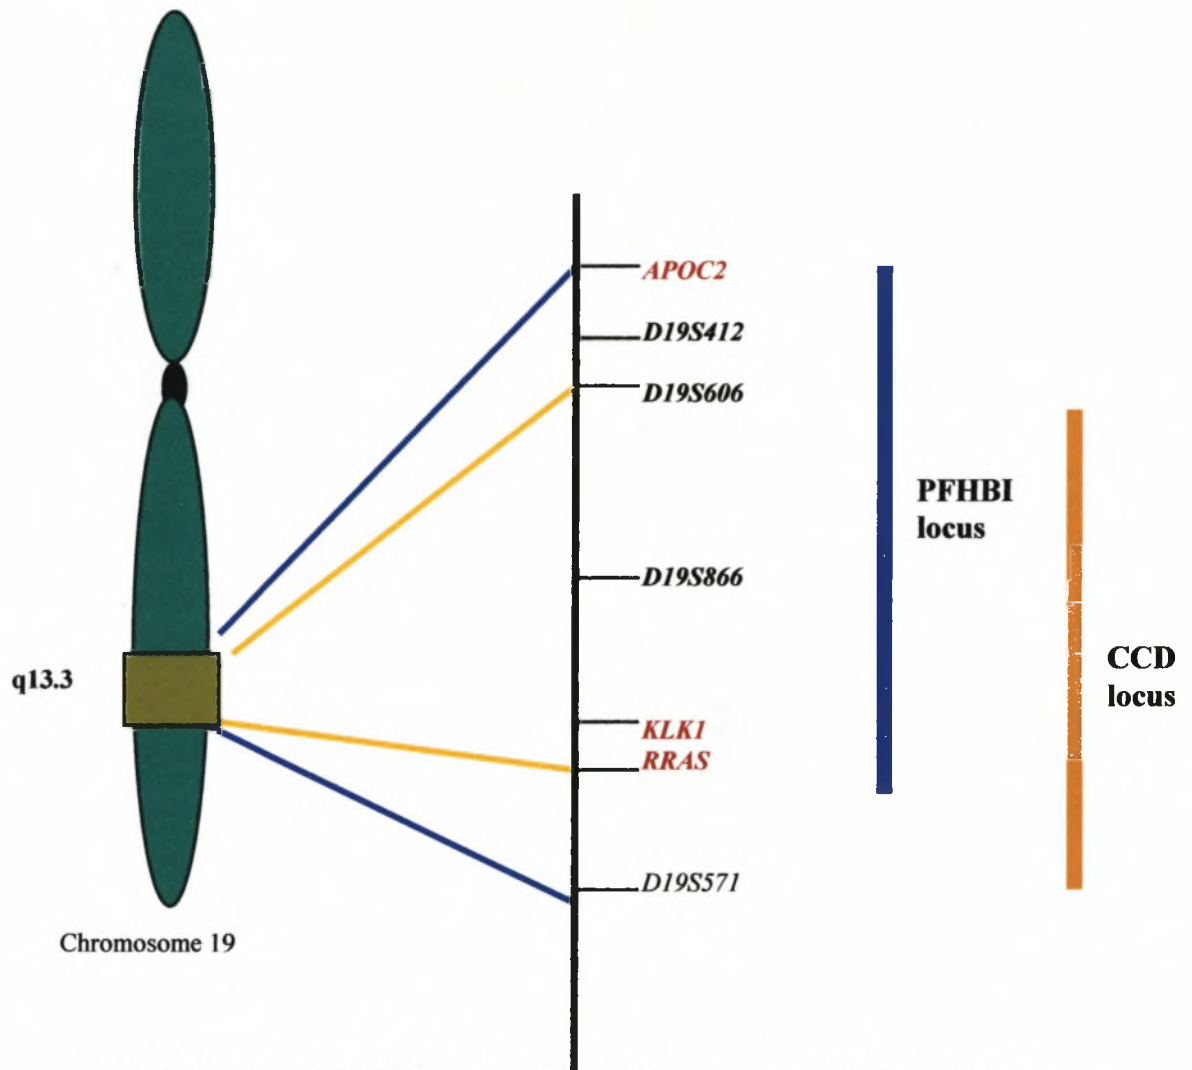 APOC2
D19S412
D19S606
PFHBI
locus
D19S866
CCD
locus
q13.3
KLK1
RRAS
D19S571
Chromosome 19